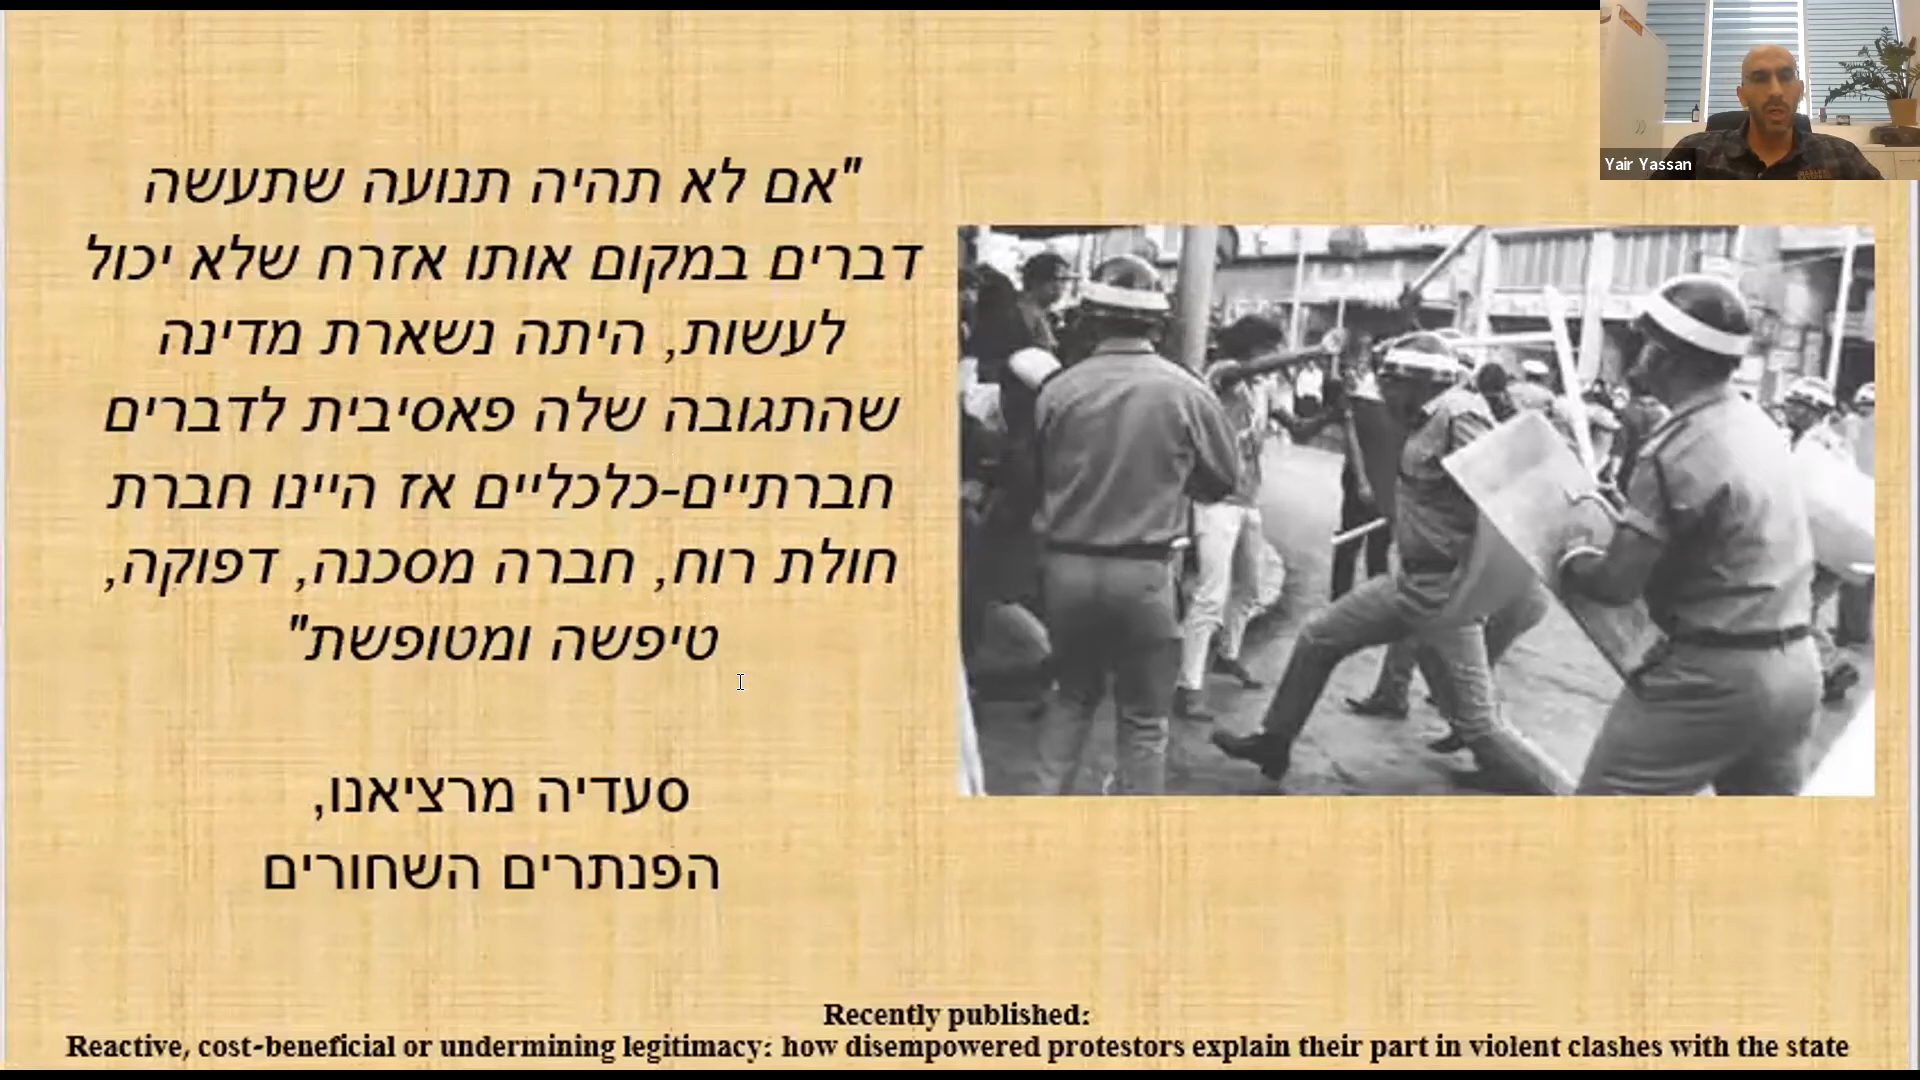 "אם לא תהיה תנועה שתעשה
דברים במקום אותו אזרח שלא יכול
לעשות, היתה נשארת מדינה
שהתגובה שלה פאסיבית לדברים
חברתיים-כלכליים אז היינו חברת
חולת רוח, חברה מסכנה, דפוקה,
טיפשה ומטופשת"
סעדיה מרציאנו,
הפנתרים השחורים
Yair Yassan
Recently published:
Reactive, cost-beneficial or undermining legitimacy: how disempowered protestors explain their part in violent clashes with the state